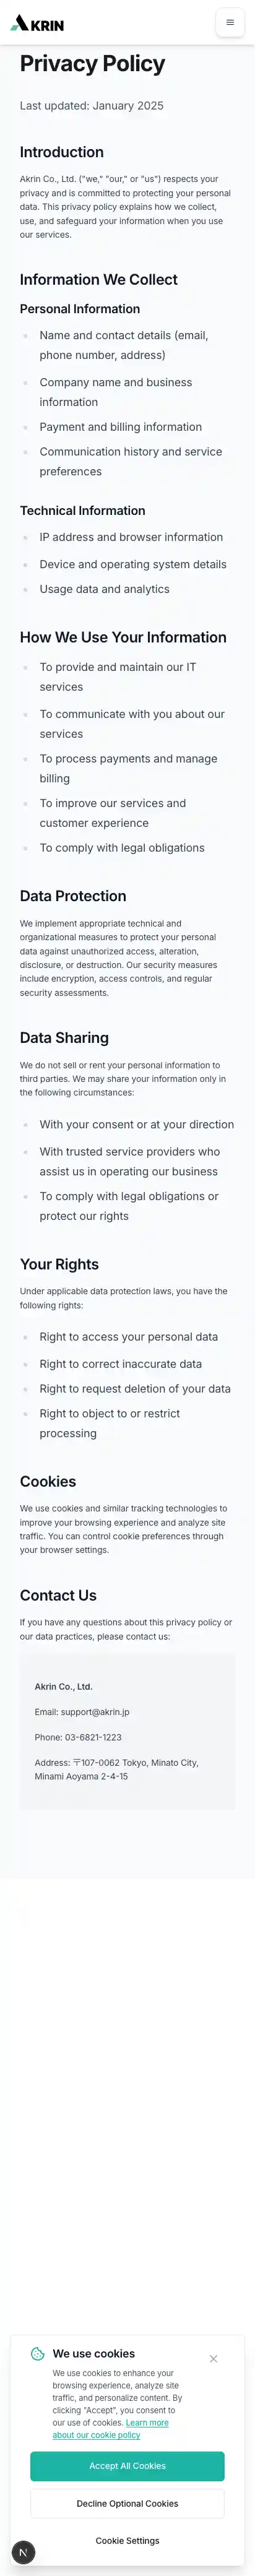 AKRIN
Privacy Policy
Last updated: January 2025
Introduction
Akrin Co., Ltd. ("we," "our," or "us") respects your
privacy and is committed to protecting your personal
data. This privacy policy explains how we collect,
use, and safeguard your information when you use
our services.
Information We Collect
Personal Information
Name and contact details (email,
phone number, address)
Company name and business
information
Payment and billing information
Communication history and service
preferences
Technical Information
IP address and browser information
Device and operating system details
Usage data and analytics
How We Use Your Information
To provide and maintain our IT
services
To communicate with you about our
services
To process payments and manage
billing
To improve our services and
customer experience
To comply with legal obligations
Data Protection
We implement appropriate technical and
organizational measures to protect your personal
data against unauthorized access, alteration,
disclosure, or destruction. Our security measures
include encryption, access controls, and regular
security assessments.
Data Sharing
We do not sell or rent your personal information to
third parties. We may share your information only in
the following circumstances:
With your consent or at your direction
With trusted service providers who
assist us in operating our business
To comply with legal obligations or
protect our rights
Your Rights
Under applicable data protection laws, you have the
following rights:
Right to access your personal data
Right to correct inaccurate data
Right to request deletion of your data
Right to object to or restrict
processing
Cookies
We use cookies and similar tracking technologies to
improve your browsing experience and analyze site
traffic. You can control cookie preferences through
your browser settings.
Contact Us
If you have any questions about this privacy policy or
our data practices, please contact us:
Akrin Co., Ltd.
Email: support@akrin.jp
Phone: 03-6821-1223
Address: 〒107-0062 Tokyo, Minato City,
Minami Aoyama 2-4-15
We use cookies
We use cookies to enhance your
browsing experience, analyze site
traffic, and personalize content. By
clicking "Accept", you consent to
our use of cookies. Learn more
about our cookie policy
Accept All Cookies
Decline Optional Cookies
Cookie Settings
N